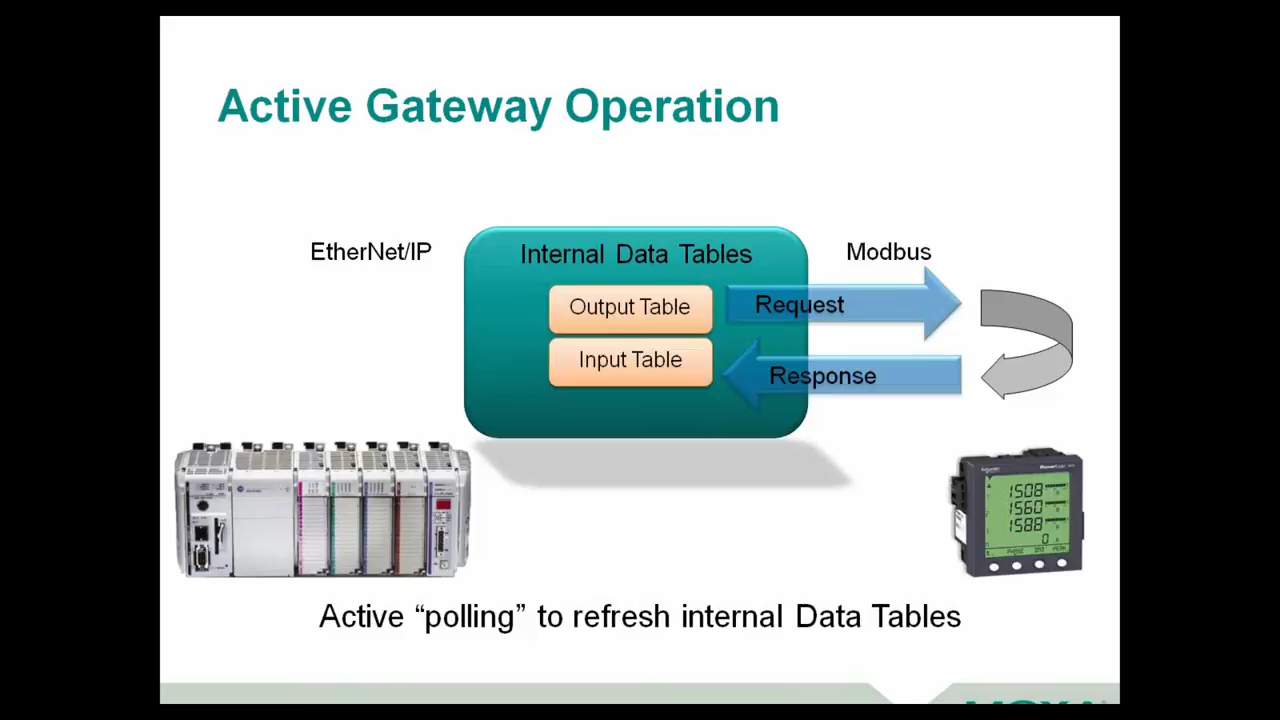 Active Gateway Operation
EtherNet/IP
Internal Data Tables
Modbus
Output Table
Request
Input Table
Response
1508
1560
1588
0
Active “polling” to refresh internal Data Tables
MOXA